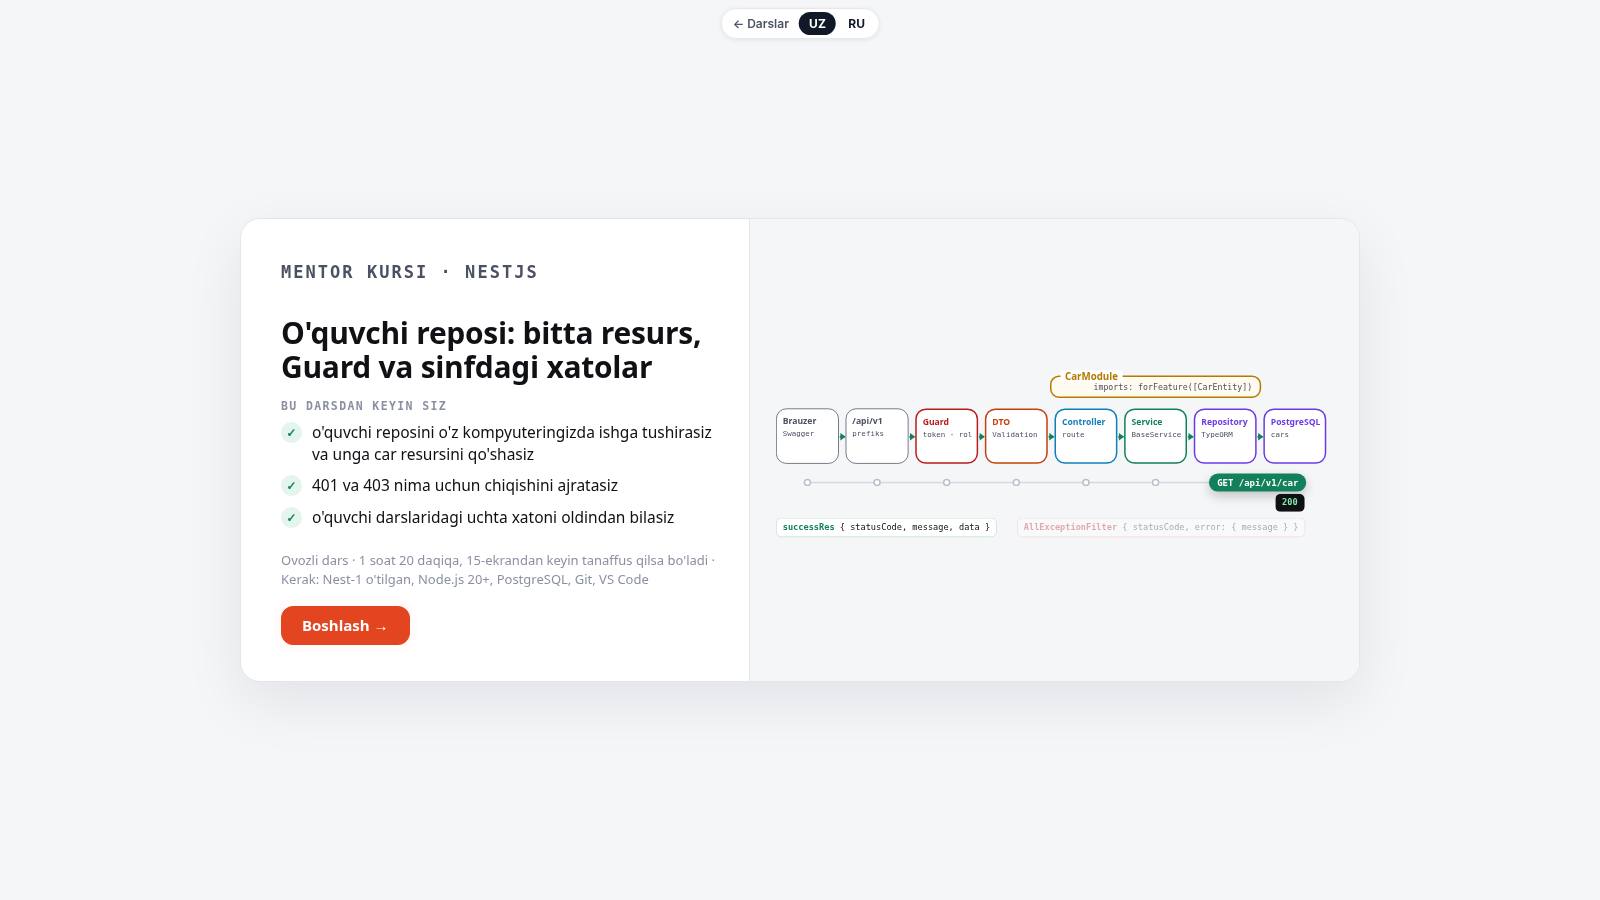 ← Darslar UZ RU
MENTOR KURSI · NESTJS
O'quvchi reposi: bitta resurs,
Guard va sinfdagi xatolar
BU DARSDAN KEYIN SIZ
✓ o'quvchi reposini o'z kompyuteringizda ishga tushirasiz
va unga car resursini qo'shasiz
✓ 401 va 403 nima uchun chiqishini ajratasiz
✓ o'quvchi darslaridagi uchta xatoni oldindan bilasiz
Ovozli dars · 1 soat 20 daqiqa, 15-ekrandan keyin tanaffus qilsa bo'ladi ·
Kerak: Nest-1 o'tilgan, Node.js 20+, PostgreSQL, Git, VS Code
Boshlash →
CarModule
imports: forFeature([CarEntity])
Brauzer /api/v1 Guard DTO Controller Service Repository PostgreSQL
Swagger prefiks token · rol Validation route BaseService TypeORM cars
GET /api/v1/car
200
successRes { statusCode, message, data } AllExceptionFilter { statusCode, error: { message } }